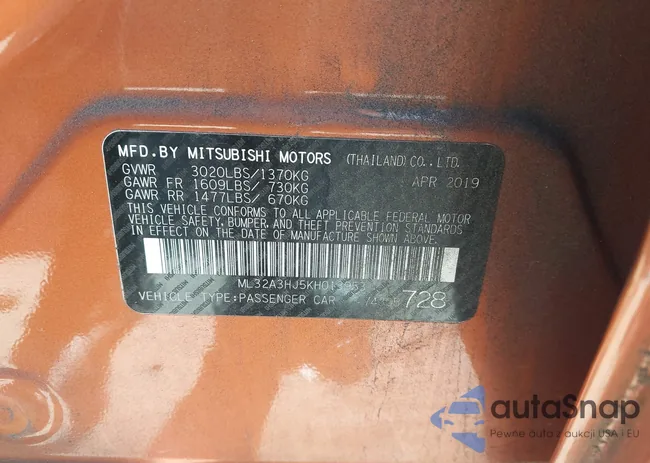 MFD.BY MITSUBISHI MOTORS (THAILAND) CO., LTD.
GVWR 3020LBS/1370KG APR 2019
GAWR FR 1609LBS/ 730KG
GAWR RR 1477LBS/ 670KG
THIS VEHICLE CONFORMS TO ALL APPLICABLE FEDERAL MOTOR
VEHICLE SAFETY, BUMPER, AND THEFT PREVENTION STANDARDS
IN EFFECT ON THE DATE OF MANUFACTURE SHOWN ABOVE.
VEHICLE TYPE:PASSENGER CAR 728
autoSnap
Pewne auta z aukcji USA i EU